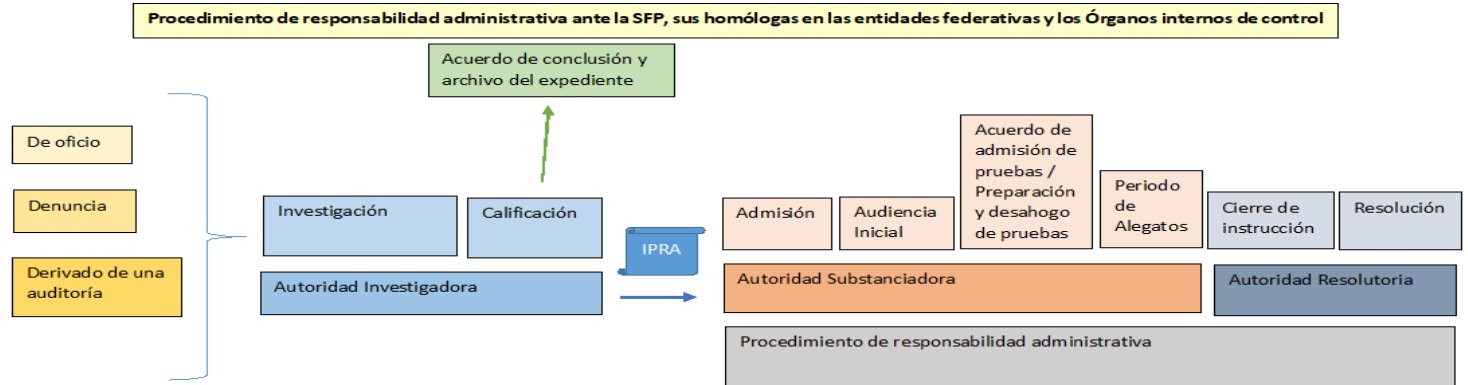 Procedimiento de responsabilidad administrativa ante la SFP, sus homólogas en las entidades federativas y los Órganos internos de control
Acuerdo de conclusión y
archivo del expediente
De oficio
Denuncia
Derivado de una
auditoría
Investigación
Calificación
Autoridad Investigadora
IPRA
Admisión
Audiencia
Inicial
Acuerdo de
admisión de
pruebas /
Preparación
y desahogo
de pruebas
Periodo
de
Alegatos
Cierre de
instrucción
Resolución
Autoridad Substanciadora
Autoridad Resolutoria
Procedimiento de responsabilidad administrativa